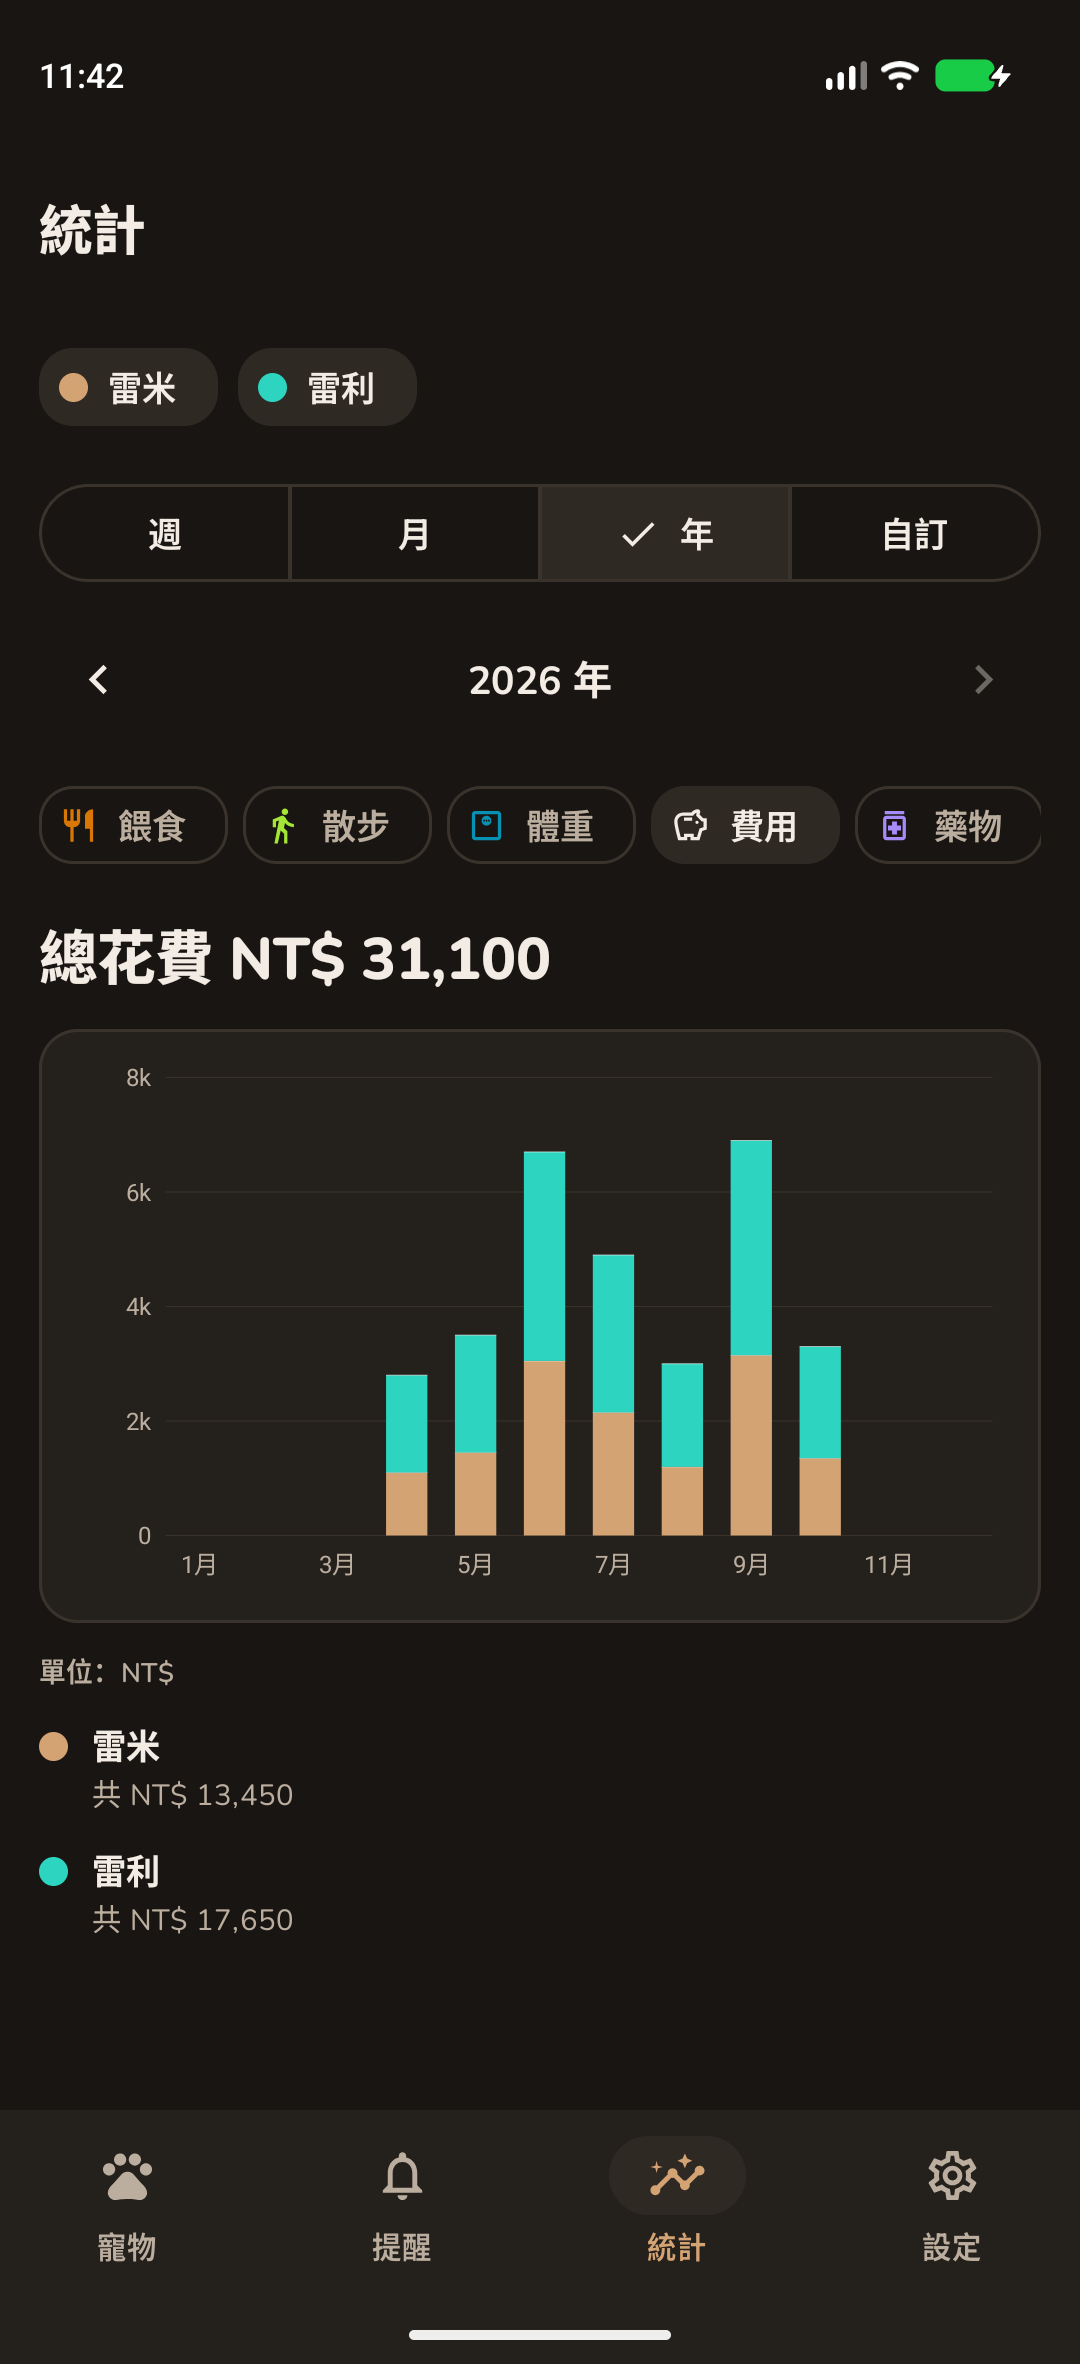 11:42
統計
雷米 雷利
週 月 年 自訂
2026 年
餵食 散步 體重 費用 藥物
總花費 NT$ 31,100
8k
6k
4k
2k
0
1月 3月 5月 7月 9月 11月
單位：NT$
雷米
共 NT$ 13,450
雷利
共 NT$ 17,650
寵物 提醒 統計 設定